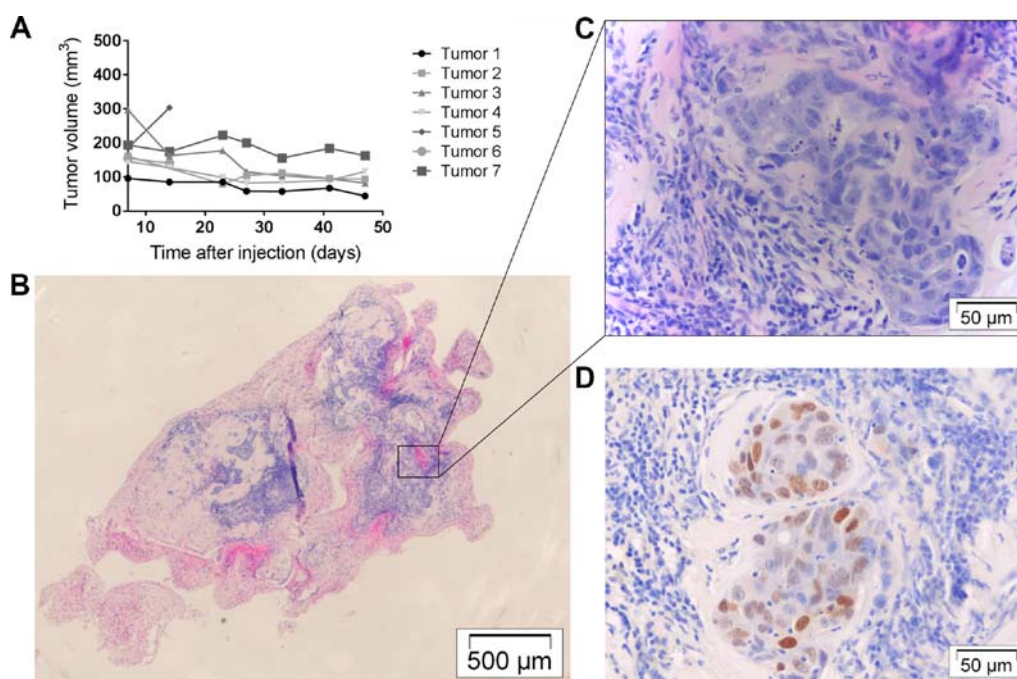 A
500
400
300
200
100
0
Tumor volume (mm³)
10 20 30 40 50
Time after injection (days)
Tumor 1
Tumor 2
Tumor 3
Tumor 4
Tumor 5
Tumor 6
Tumor 7
B
500 µm
C
50 µm
D
50 µm